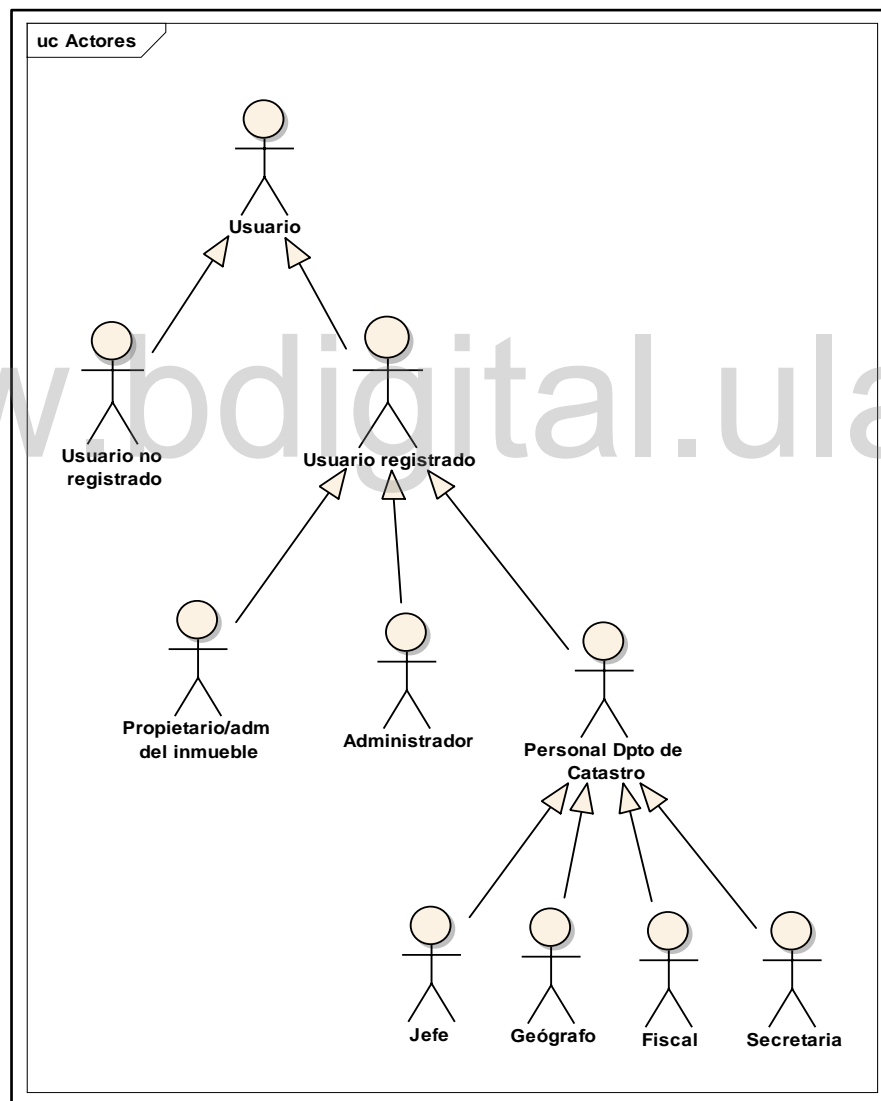 uc Actores
Usuario
w.bdigital.ula
Usuario no
registrado
Usuario registrado
Propietario/adm
del inmueble
Administrador
Personal Dpto de
Catastro
Jefe
Geógrafo
Fiscal
Secretaria